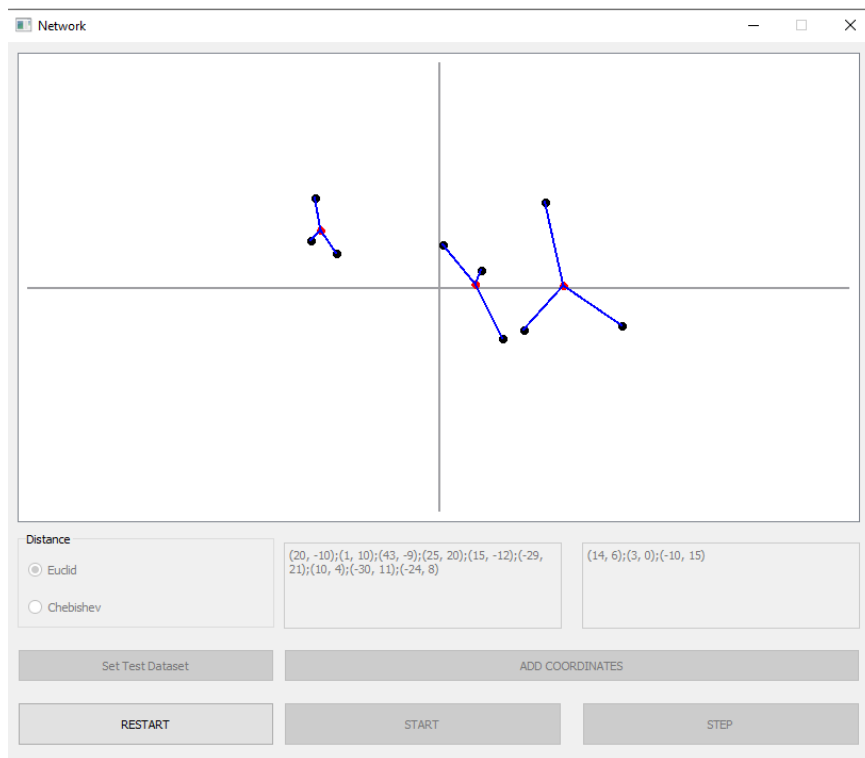 Network
Distance
Euclid
Chebishev
(20, -10);(1, 10);(43, -9);(25, 20);(15, -12);(-29,
21);(10, 4);(-30, 11);(-24, 8)
(14, 6);(3, 0);(-10, 15)
Set Test Dataset
ADD COORDINATES
RESTART
START
STEP